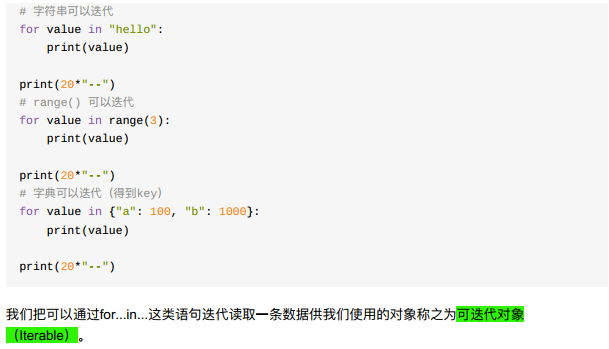 # 字符串可以迭代
for value in "hello":
    print(value)
print(20*"--")
# range() 可以迭代
for value in range(3):
    print(value)
print(20*"--")
# 字典可以迭代（得到key）
for value in {"a": 100, "b": 1000}:
    print(value)
print(20*"--")
我们把可以通过for...in...这类语句迭代读取一条数据供我们使用的对象称之为可迭代对象
（Iterable）。